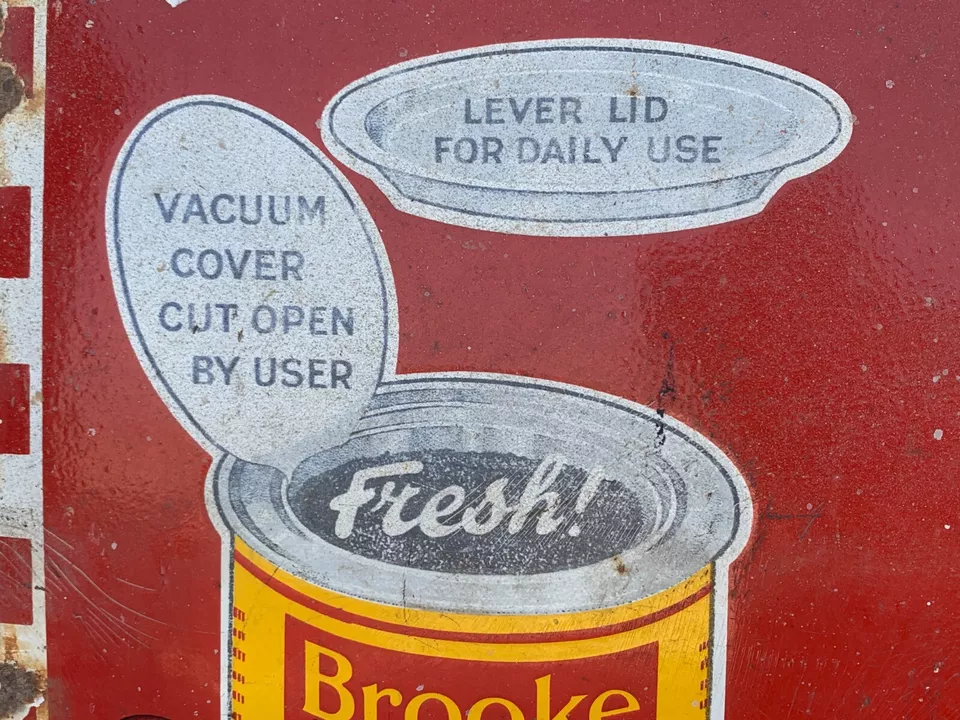 LEVER LID
FOR DAILY USE
VACUUM
COVER
CUT OPEN
BY USER
Fresh!
Brooke